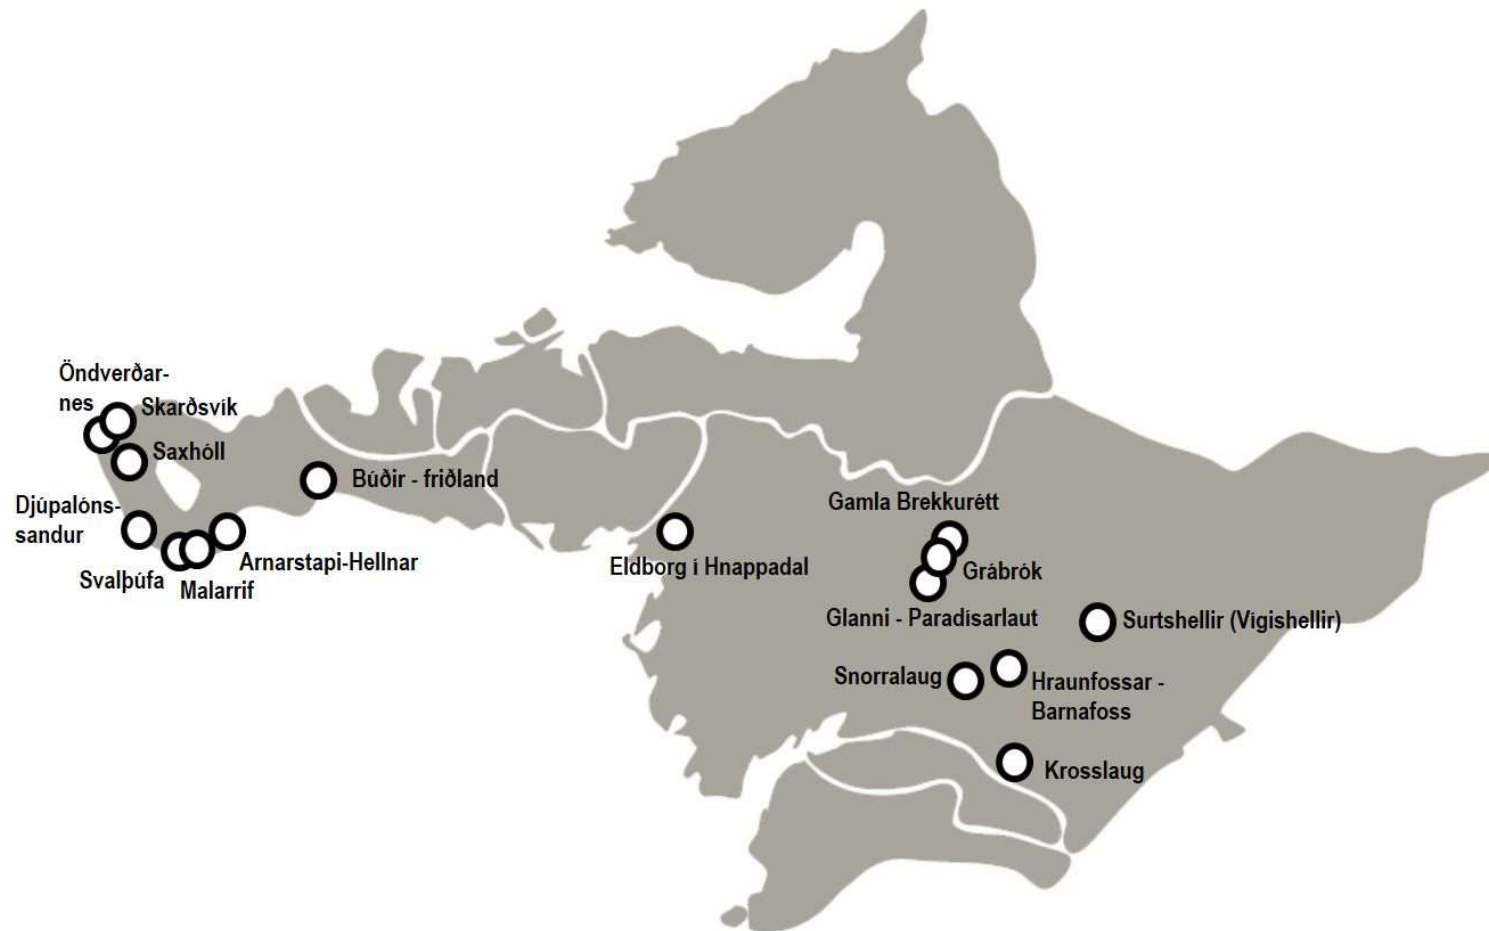 Öndverðar-
nes
Skarðsvík
Saxhóll
Djúpalóns-
sandur
Svalþúfa
Malarrif
Arnarstapi-Hellnar
Búðir - friðland
Eldborg í Hnappadal
Gamla Brekkurétt
Grábrók
Glanni - Paradísarlaut
Surtshellir (Vígishellir)
Snorralaug
Hraunfossar -
Barnafoss
Krosslaug